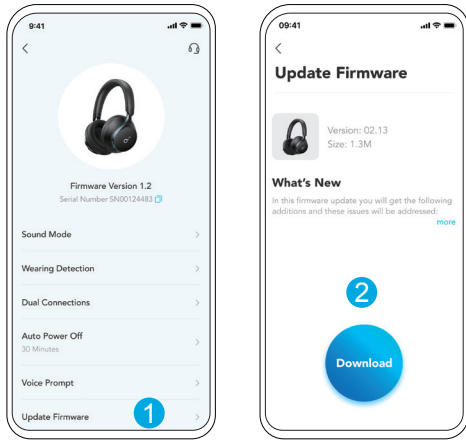 9:41
Firmware Version 1.2
Serial Number SN00124483
Sound Mode
Wearing Detection
Dual Connections
Auto Power Off
30 Minutes
Voice Prompt
Update Firmware
1
09:41
Update Firmware
Version: 02.13
Size: 1.3M
What's New
In this firmware update you will get the following
additions and these issues will be addressed:
more
2
Download